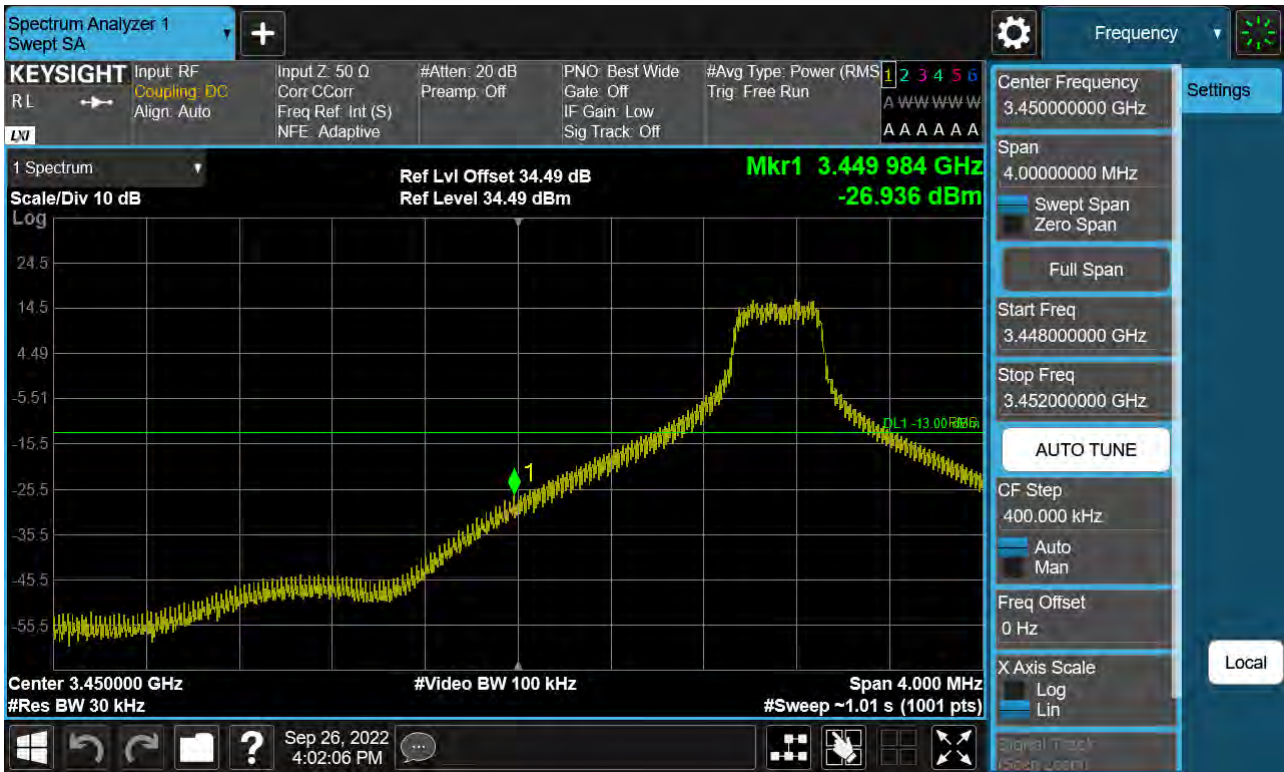 Spectrum Analyzer 1
Swept SA
+
Frequency
KEYSIGHT
RL
LXI
Input: RF
Coupling: DC
Align: Auto
Input Z: 50 Ω
Corr CCorr
Freq Ref: Int (S)
NFE: Adaptive
#Atten: 20 dB
Preamp: Off
PNO: Best Wide
Gate: Off
IF Gain: Low
Sig Track: Off
#Avg Type: Power (RMS
Trig: Free Run
1 2 3 4 5 6
A W W W W W
A A A A A A
1 Spectrum
Scale/Div 10 dB
Ref Lvl Offset 34.49 dB
Ref Level 34.49 dBm
Mkr1 3.449 984 GHz
-26.936 dBm
Log
24.5
14.5
4.49
-5.51
-15.5
-25.5
-35.5
-45.5
-55.5
DL1 -13.00
1
Center 3.450000 GHz
#Res BW 30 kHz
#Video BW 100 kHz
Span 4.000 MHz
#Sweep ~1.01 s (1001 pts)
Center Frequency
3.450000000 GHz
Span
4.00000000 MHz
Swept Span
Zero Span
Full Span
Start Freq
3.448000000 GHz
Stop Freq
3.452000000 GHz
AUTO TUNE
CF Step
400.000 kHz
Auto
Man
Freq Offset
0 Hz
X Axis Scale
Log
Lin
Signal Track
(Span Zoom)
Settings
Local
?
Sep 26, 2022
4:02:06 PM